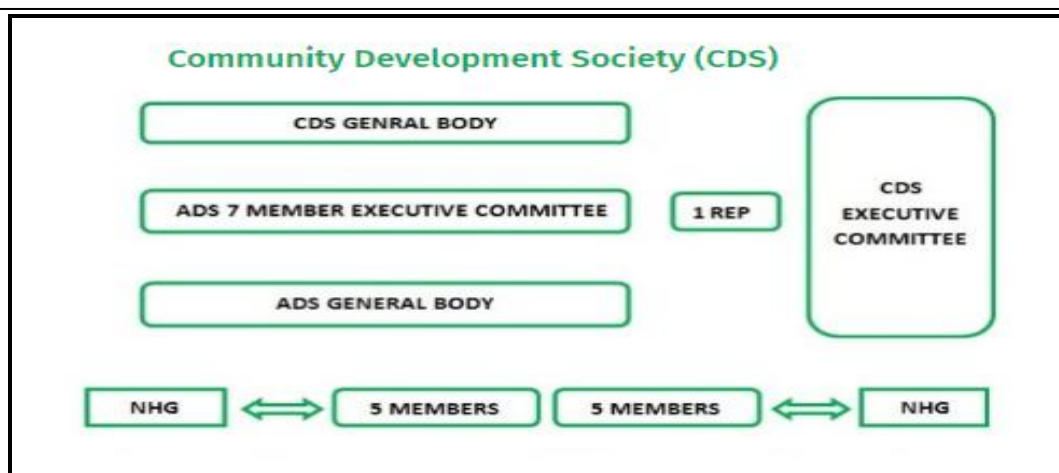 Community Development Society (CDS)
CDS GENRAL BODY
ADS 7 MEMBER EXECUTIVE COMMITTEE
1 REP
CDS
EXECUTIVE
COMMITTEE
ADS GENERAL BODY
NHG
5 MEMBERS
5 MEMBERS
NHG